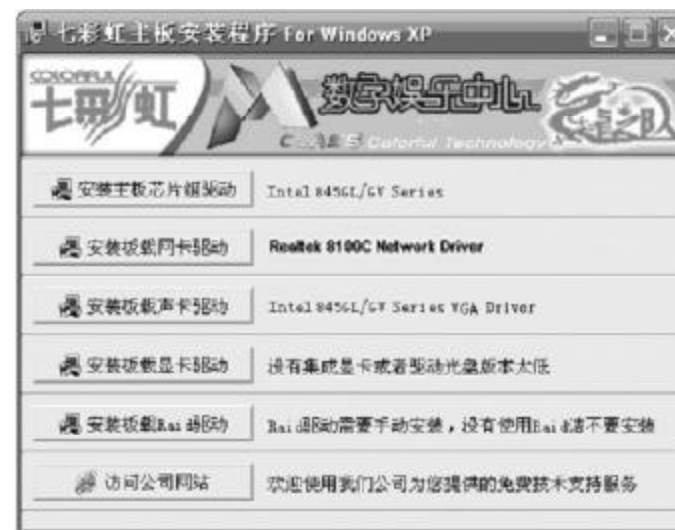 七彩虹主板安装程序 For Windows XP
COLORFUL
七彩虹
数字娱乐中心
Colorful Technology
之队
安装主板芯片组驱动 Intel 845GL/GV Series
安装板载网卡驱动 Realtek 8100C Network Driver
安装板载声卡驱动 Intel 845GL/GV Series VGA Driver
安装板载显卡驱动 没有集成显卡或者驱动光盘版本太低
安装板载Raid驱动 Raid驱动需要手动安装，没有使用Raid请不要安装
访问公司网站 欢迎使用我们公司为您提供的免费技术支持服务